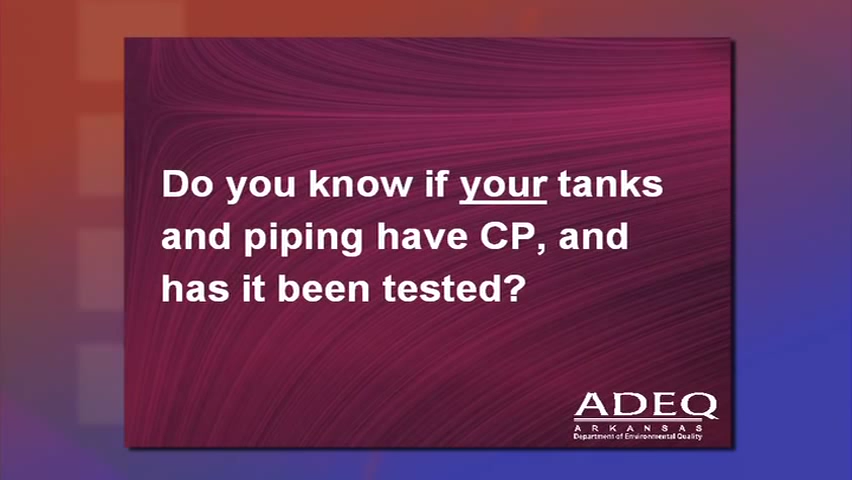 Do you know if your tanks
and piping have CP, and
has it been tested?
ADEQ
ARKANSAS
Department of Environmental Quality